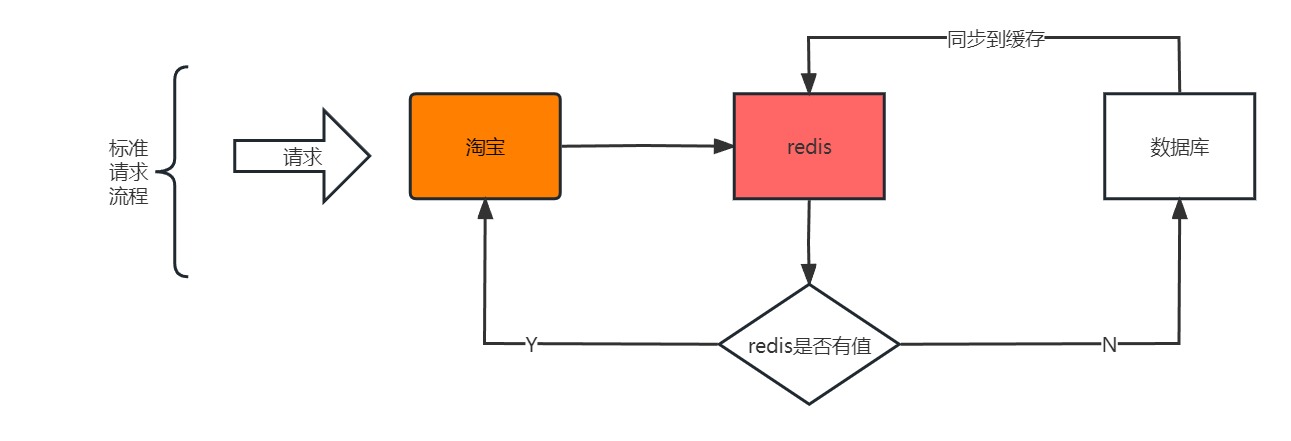 同步到缓存
标准
请求
流程
请求
淘宝
redis
数据库
Y
redis是否有值
N